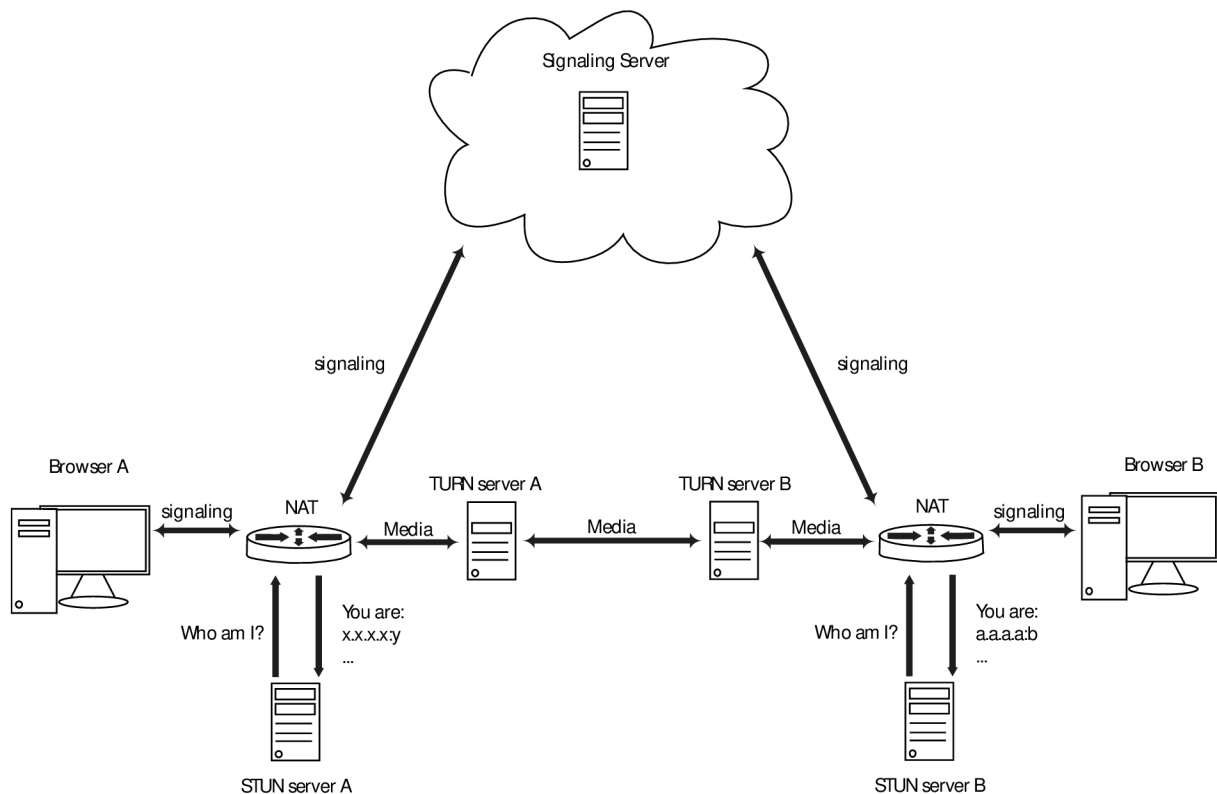 Signaling Server
signaling
signaling
Browser A
signaling
NAT
Media
TURN server A
Media
TURN server B
Media
NAT
signaling
Browser B
Who am I?
You are:
x.x.x.x:y
...
Who am I?
You are:
a.a.a.a:b
...
STUN server A
STUN server B